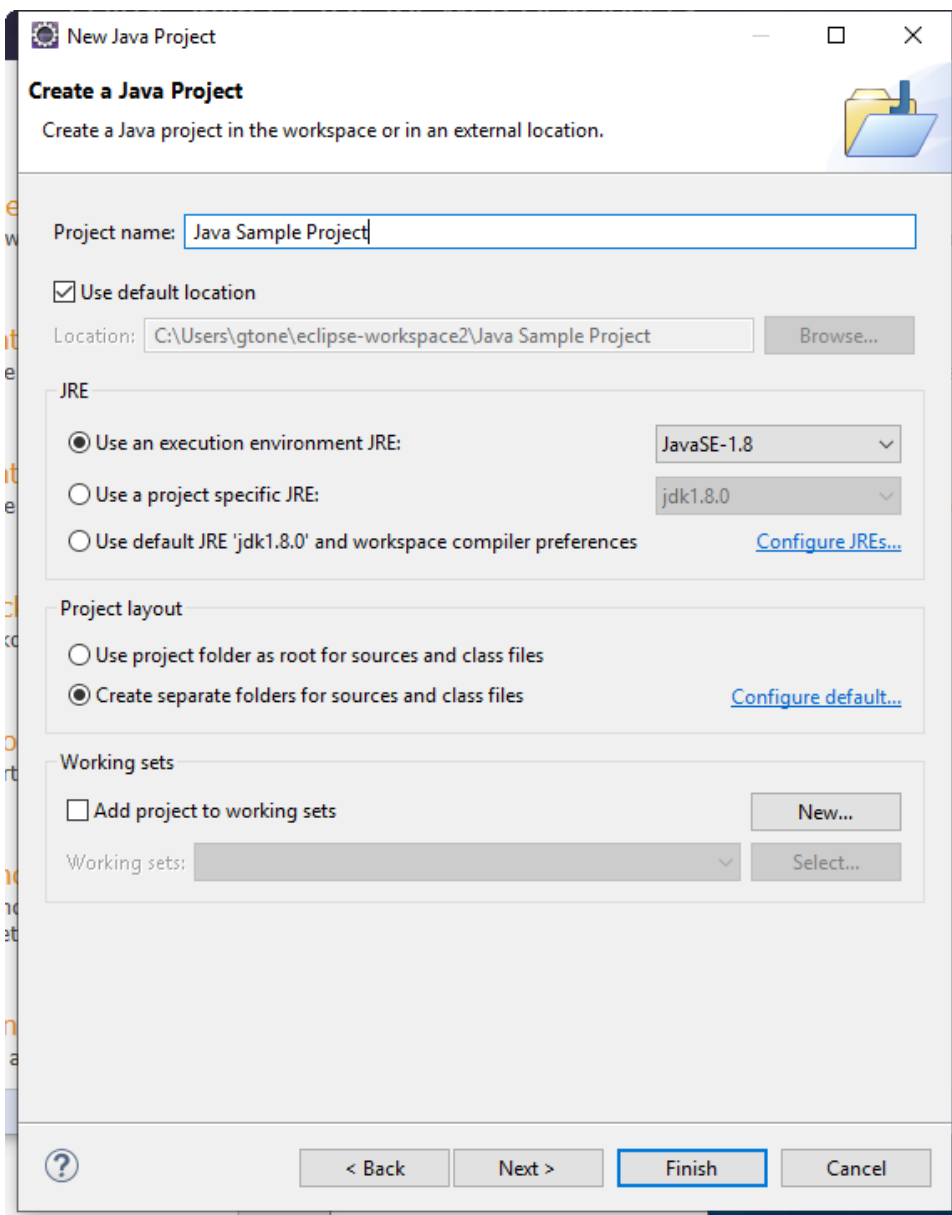 New Java Project
Create a Java Project
Create a Java project in the workspace or in an external location.
Project name: Java Sample Project
Use default location
Location: C:\Users\gtone\eclipse-workspace2\Java Sample Project Browse...
JRE
Use an execution environment JRE: JavaSE-1.8
Use a project specific JRE: jdk1.8.0
Use default JRE 'jdk1.8.0' and workspace compiler preferences Configure JREs...
Project layout
Use project folder as root for sources and class files
Create separate folders for sources and class files Configure default...
Working sets
Add project to working sets New...
Working sets: Select...
? < Back Next > Finish Cancel